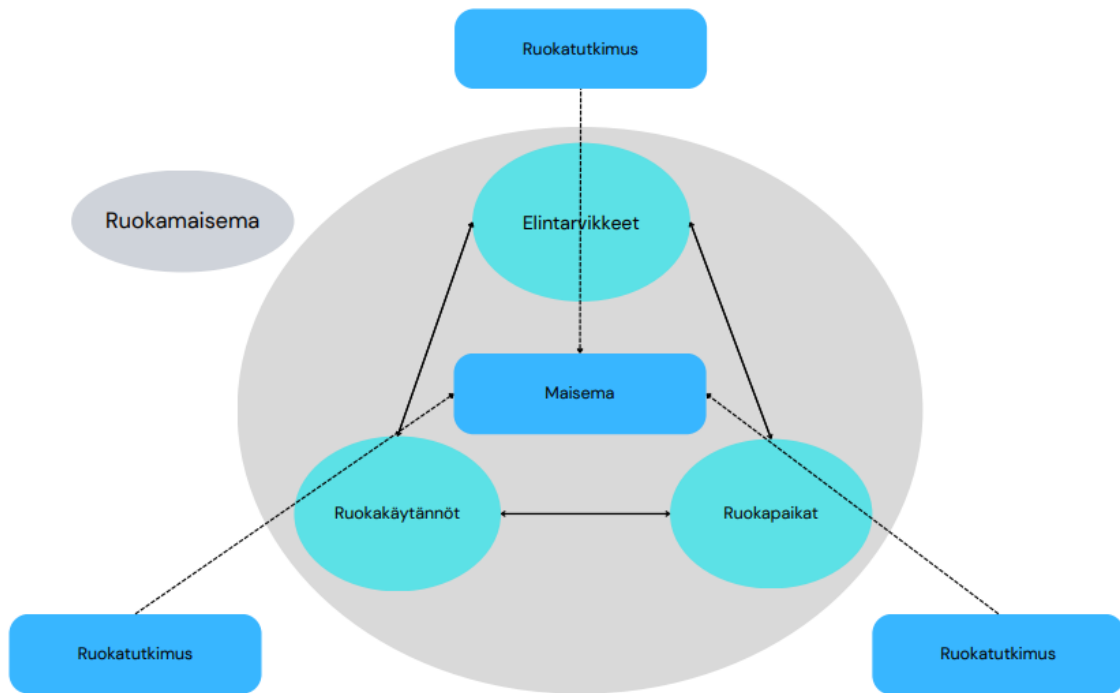 Ruokatutkimus
Ruokamaisema
Elintarvikkeet
Maisema
Ruokakäytännöt
Ruokapaikat
Ruokatutkimus
Ruokatutkimus